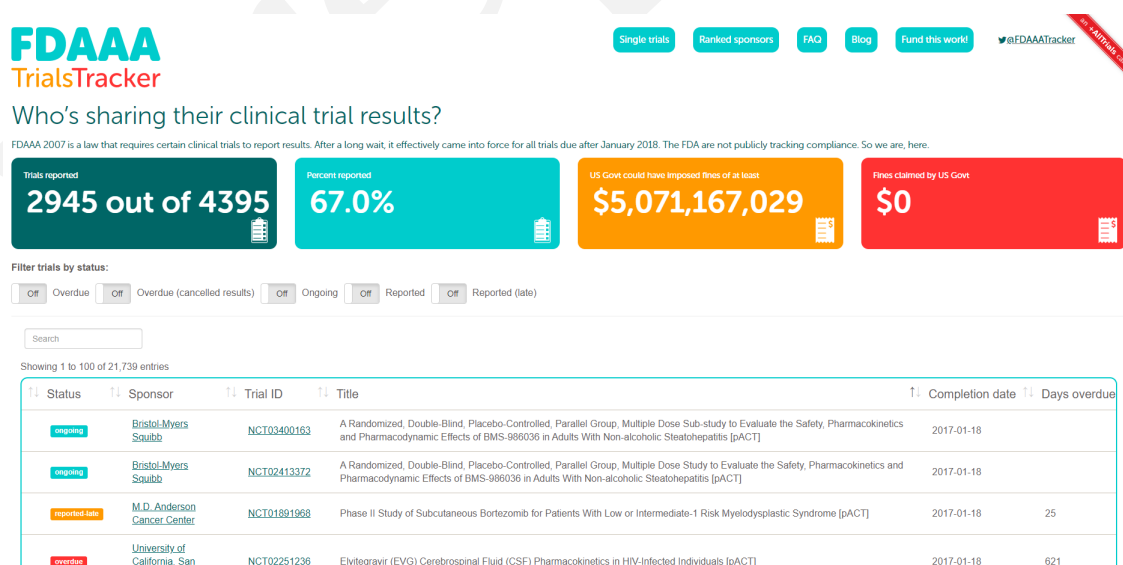 FDAAA
TrialsTracker
Single trials
Ranked sponsors
FAQ
Blog
Fund this work!
@FDAAATracker
an +AllTrials
Who's sharing their clinical trial results?
FDAAA 2007 is a law that requires certain clinical trials to report results. After a long wait, it effectively came into force for all trials due after January 2018. The FDA are not publicly tracking compliance. So we are, here.
Trials reported
2945 out of 4395
Percent reported
67.0%
US Govt could have imposed fines of at least
$5,071,167,029
Fines claimed by US Govt
$0
Filter trials by status:
Off Overdue Off Overdue (cancelled results) Off Ongoing Off Reported Off Reported (late)
Search
Showing 1 to 100 of 21,739 entries
Status Sponsor Trial ID Title Completion date Days overdue
ongoing
Bristol-Myers
Squibb
NCT03400163
A Randomized, Double-Blind, Placebo-Controlled, Parallel Group, Multiple Dose Sub-study to Evaluate the Safety, Pharmacokinetics
and Pharmacodynamic Effects of BMS-986036 in Adults With Non-alcoholic Steatohepatitis [pACT]
2017-01-18
ongoing
Bristol-Myers
Squibb
NCT02413372
A Randomized, Double-Blind, Placebo-Controlled, Parallel Group, Multiple Dose Study to Evaluate the Safety, Pharmacokinetics and
Pharmacodynamic Effects of BMS-986036 in Adults With Non-alcoholic Steatohepatitis [pACT]
2017-01-18
reported-late
M.D. Anderson
Cancer Center
NCT01891968
Phase II Study of Subcutaneous Bortezomib for Patients With Low or Intermediate-1 Risk Myelodysplastic Syndrome [pACT]
2017-01-18
25
overdue
University of
California, San
NCT02251236
Elvitegravir (EVG) Cerebrospinal Fluid (CSF) Pharmacokinetics in HIV-Infected Individuals [pACT]
2017-01-18
621